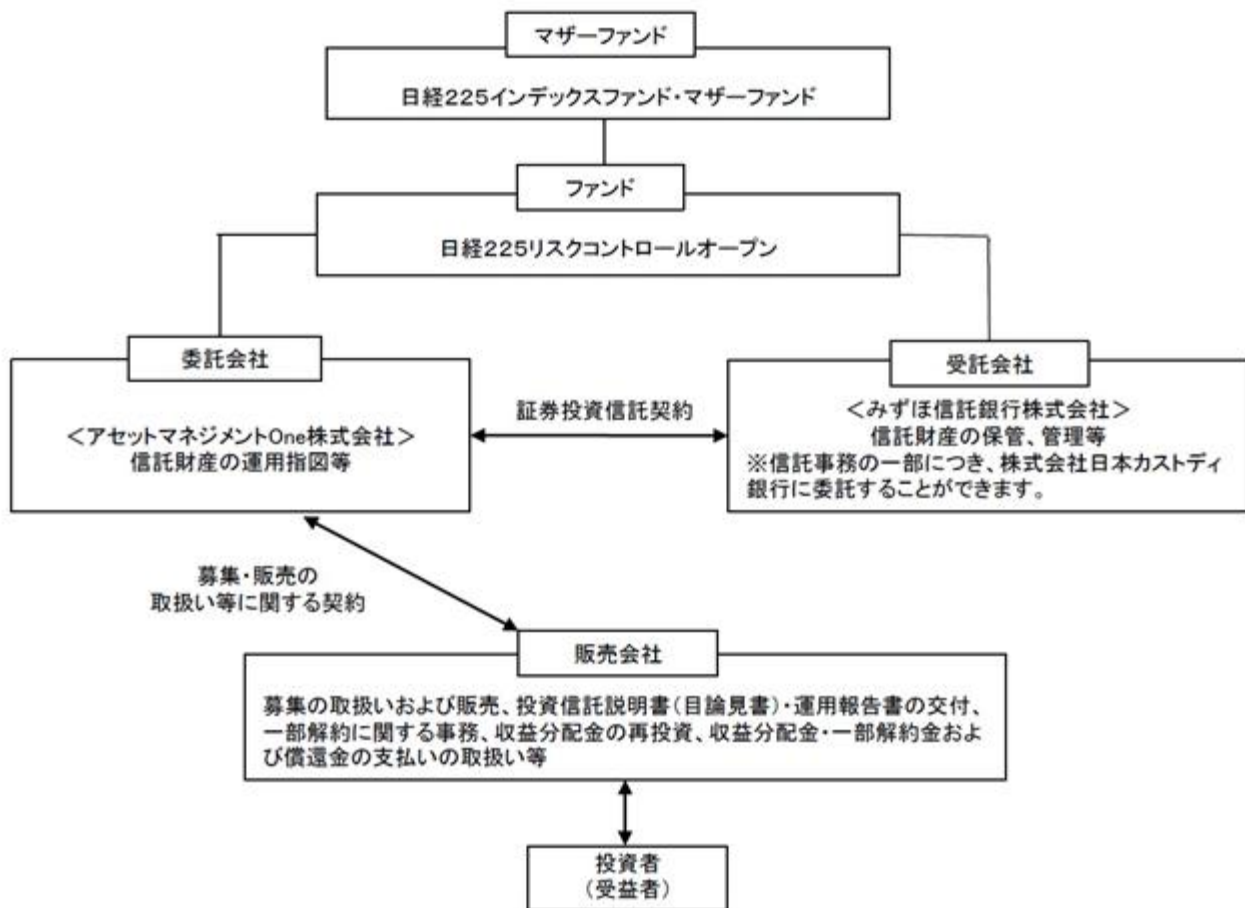 マザーファンド
日経225インデックスファンド・マザーファンド
ファンド
日経225リスクコントロールオープン
委託会社
<アセットマネジメントOne株式会社>
信託財産の運用指図等
証券投資信託契約
受託会社
<みずほ信託銀行株式会社>
信託財産の保管、管理等
※信託事務の一部につき、株式会社日本カストディ
銀行に委託することができます。
募集・販売の
取扱い等に関する契約
販売会社
募集の取扱いおよび販売、投資信託説明書(目論見書)・運用報告書の交付、
一部解約に関する事務、収益分配金の再投資、収益分配金・一部解約金およ
び償還金の支払いの取扱い等
投資者
(受益者)